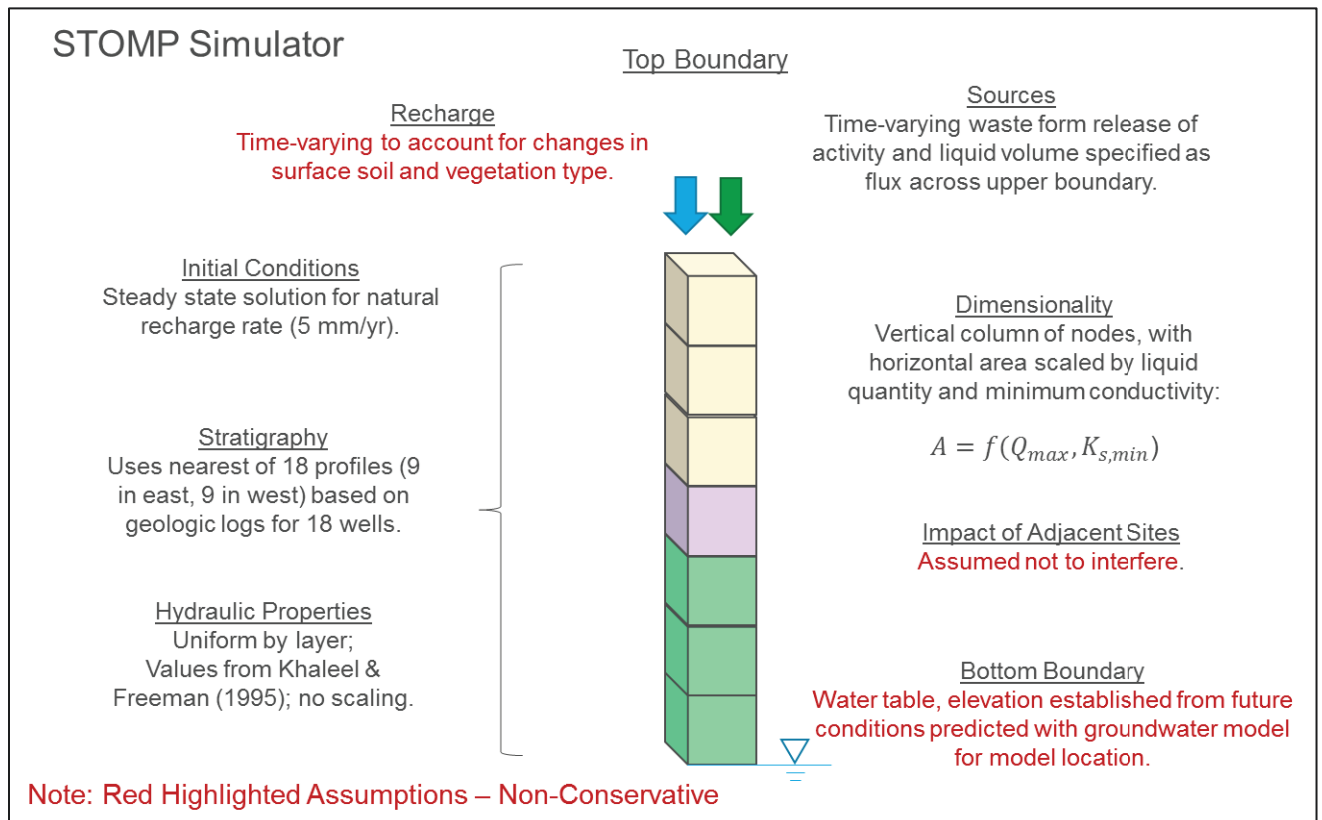 STOMP Simulator
Top Boundary
Recharge
Time-varying to account for changes in
surface soil and vegetation type.
Sources
Time-varying waste form release of
activity and liquid volume specified as
flux across upper boundary.
Initial Conditions
Steady state solution for natural
recharge rate (5 mm/yr).
Dimensionality
Vertical column of nodes, with
horizontal area scaled by liquid
quantity and minimum conductivity:
A = f(Q_max, K_s,min)
Stratigraphy
Uses nearest of 18 profiles (9
in east, 9 in west) based on
geologic logs for 18 wells.
Impact of Adjacent Sites
Assumed not to interfere.
Hydraulic Properties
Uniform by layer;
Values from Khaleel &
Freeman (1995); no scaling.
Bottom Boundary
Water table, elevation established from future
conditions predicted with groundwater model
for model location.
Note: Red Highlighted Assumptions – Non-Conservative